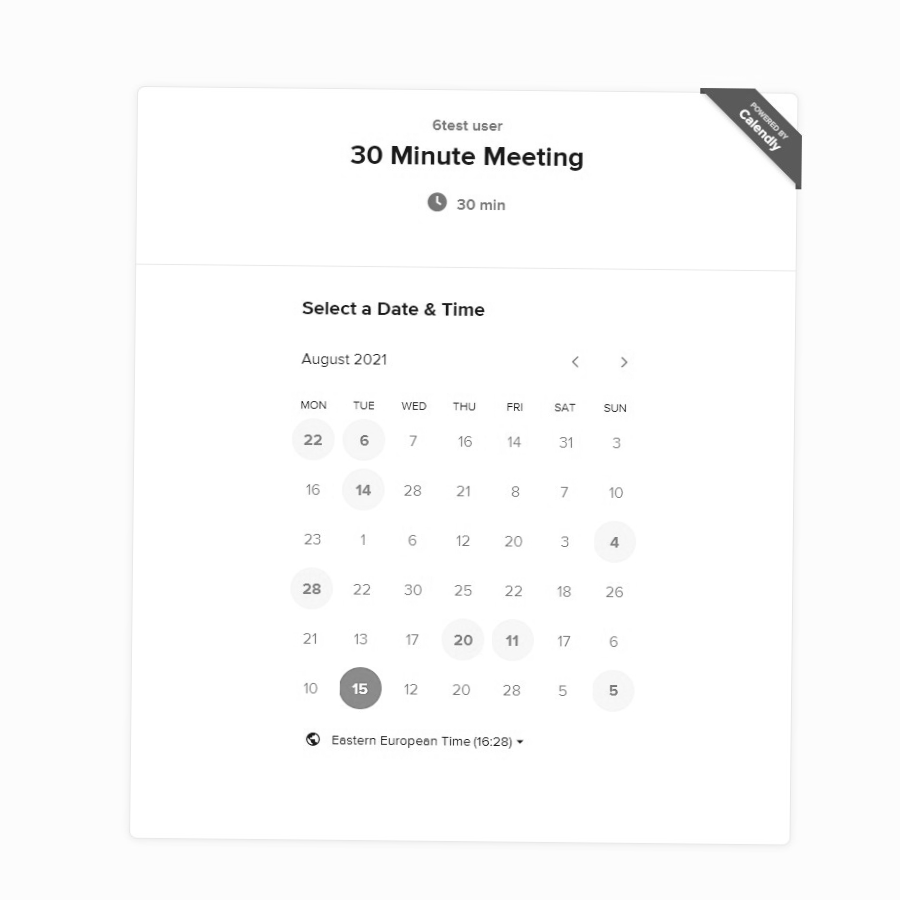 6test user
30 Minute Meeting
30 min
POWERED BY
Calendly
Select a Date & Time
August 2021
MON TUE WED THU FRI SAT SUN
22 6 7 16 14 31 3
16 14 28 21 8 7 10
23 1 6 12 20 3 4
28 22 30 25 22 18 26
21 13 17 20 11 17 6
10 15 12 20 28 5 5
Eastern European Time (16:28)